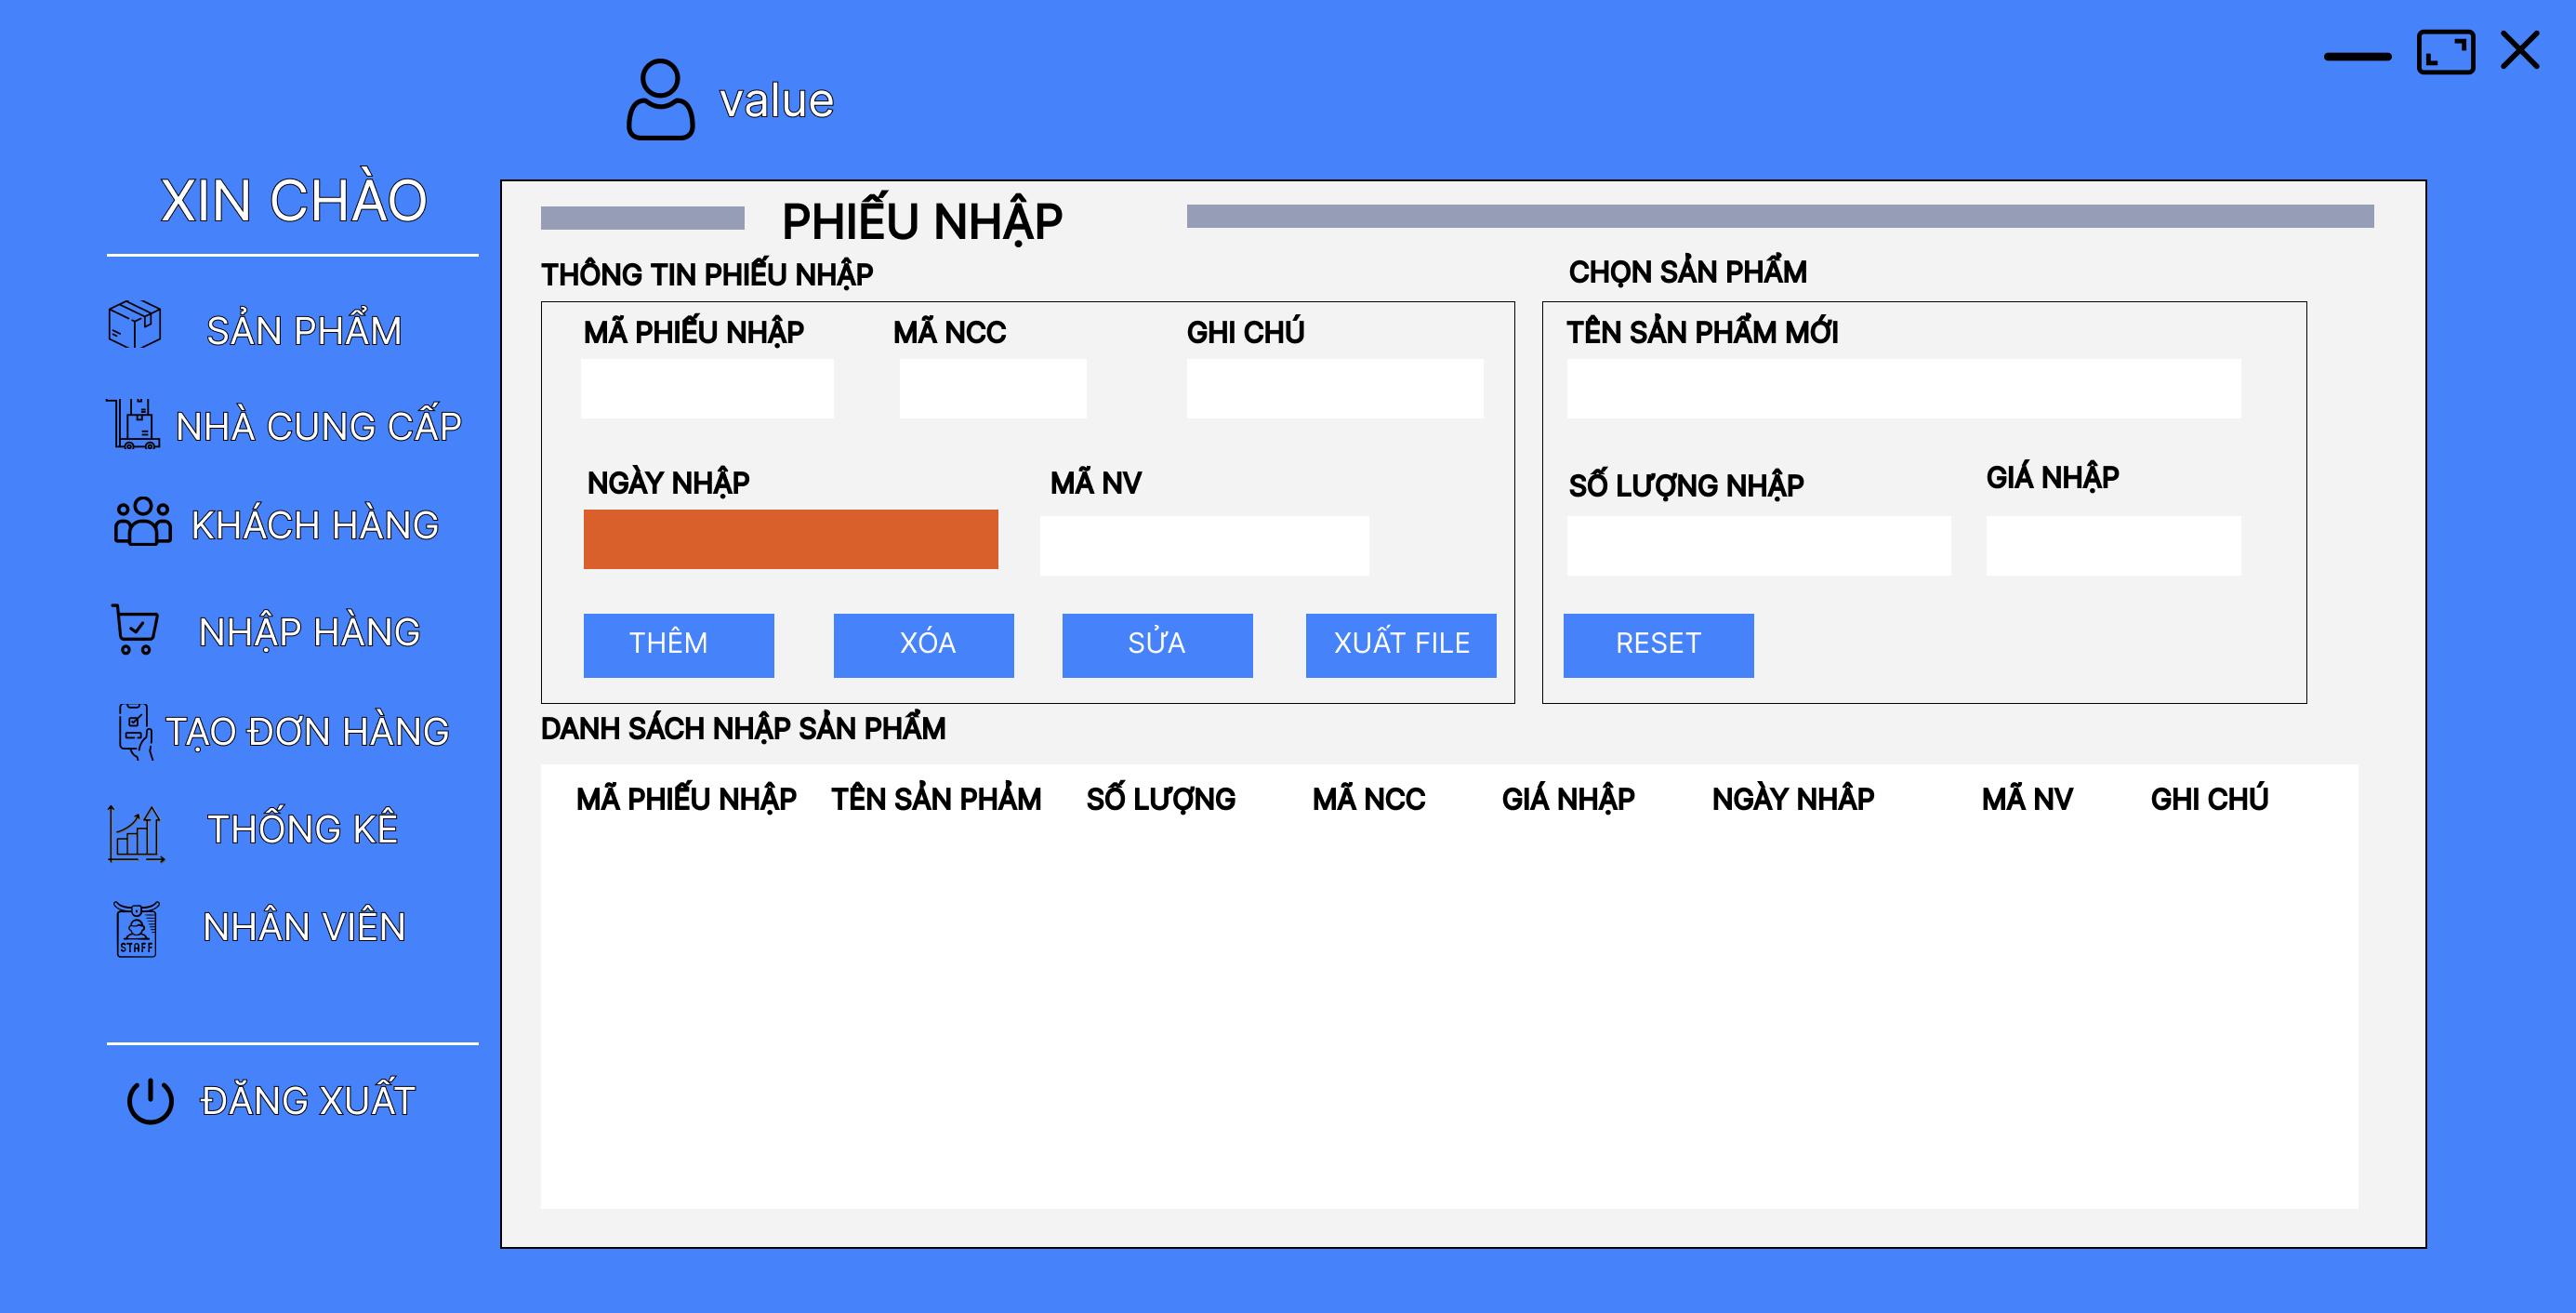 value
XIN CHÀO
SẢN PHẨM
NHÀ CUNG CẤP
KHÁCH HÀNG
NHẬP HÀNG
TẠO ĐƠN HÀNG
THỐNG KÊ
STAFF
NHÂN VIÊN
ĐĂNG XUẤT
PHIẾU NHẬP
THÔNG TIN PHIẾU NHẬP
MÃ PHIẾU NHẬP MÃ NCC GHI CHÚ
NGÀY NHẬP MÃ NV
THÊM XÓA SỬA XUẤT FILE
CHỌN SẢN PHẨM
TÊN SẢN PHẨM MỚI
SỐ LƯỢNG NHẬP GIÁ NHẬP
RESET
DANH SÁCH NHẬP SẢN PHẨM
MÃ PHIẾU NHẬP TÊN SẢN PHẢM SỐ LƯỢNG MÃ NCC GIÁ NHẬP NGÀY NHÂP MÃ NV GHI CHÚ